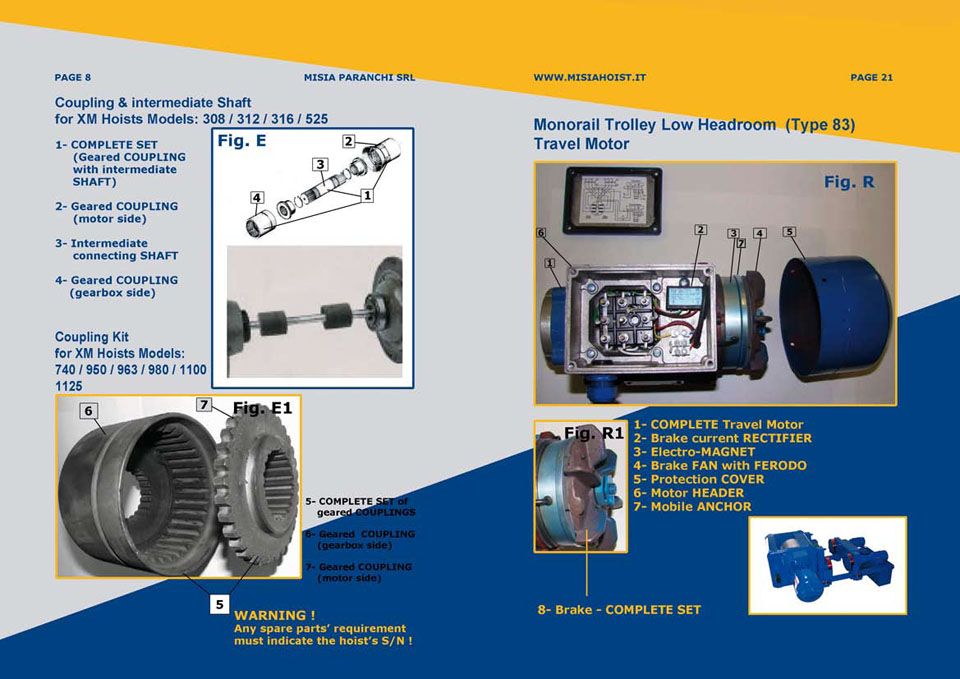 PAGE 8
MISIA PARANCHI SRL
Coupling & intermediate Shaft
for XM Hoists Models: 308 / 312 / 316 / 525
1- COMPLETE SET
(Geared COUPLING
with intermediate
SHAFT)
2- Geared COUPLING
(motor side)
3- Intermediate
connecting SHAFT
4- Geared COUPLING
(gearbox side)
Fig. E
2
3
4
1
Coupling Kit
for XM Hoists Models:
740 / 950 / 963 / 980 / 1100
1125
6
7
Fig. E1
5- COMPLETE SET of
geared COUPLINGS
6- Geared COUPLING
(gearbox side)
7- Geared COUPLING
(motor side)
5
WARNING !
Any spare parts' requirement
must indicate the hoist's S/N !
WWW.MISIAHOIST.IT
PAGE 21
Monorail Trolley Low Headroom (Type 83)
Travel Motor
Fig. R
6
2
3
4
5
7
1
Fig. R1
1- COMPLETE Travel Motor
2- Brake current RECTIFIER
3- Electro-MAGNET
4- Brake FAN with FERODO
5- Protection COVER
6- Motor HEADER
7- Mobile ANCHOR
8- Brake - COMPLETE SET